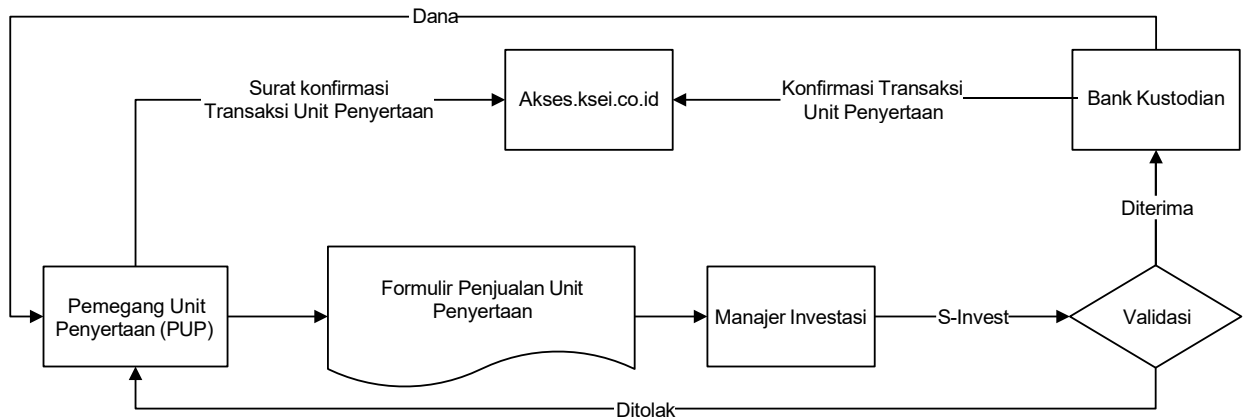 Dana
Surat konfirmasi
Transaksi Unit Penyertaan
Akses.ksei.co.id
Konfirmasi Transaksi
Unit Penyertaan
Bank Kustodian
Diterima
Pemegang Unit
Penyertaan (PUP)
Formulir Penjualan Unit
Penyertaan
Manajer Investasi
S-Invest
Validasi
Ditolak